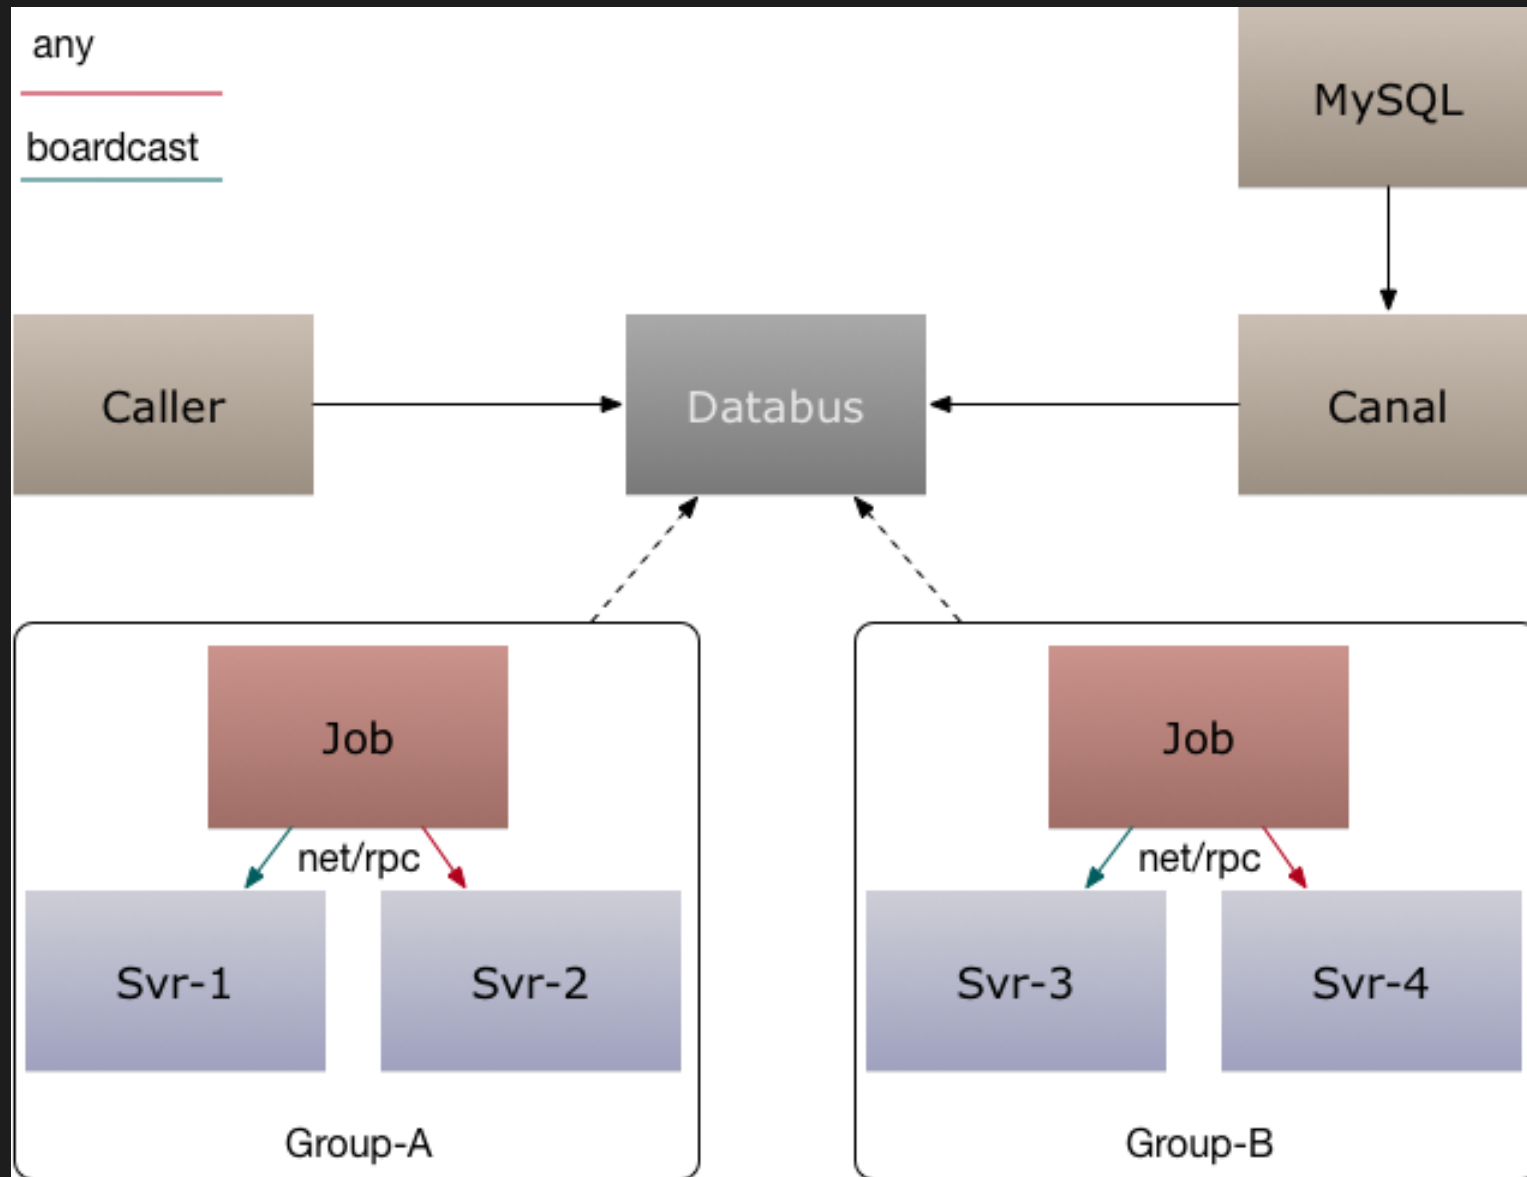 any
boardcast
MySQL
Caller
Databus
Canal
Job
Job
net/rpc
net/rpc
Svr-1
Svr-2
Svr-3
Svr-4
Group-A
Group-B